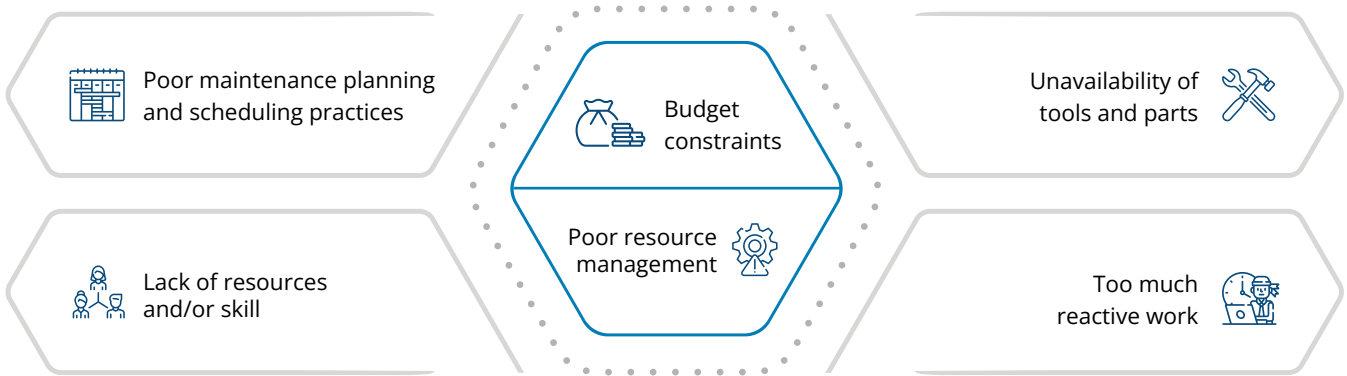 Poor maintenance planning
and scheduling practices
Lack of resources
and/or skill
Budget
constraints
Poor resource
management
Unavailability of
tools and parts
Too much
reactive work